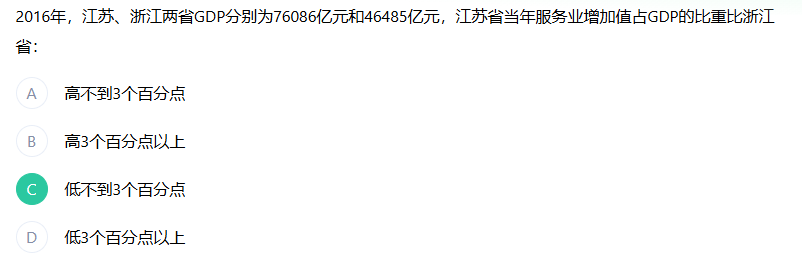 2016年，江苏、浙江两省GDP分别为76086亿元和46485亿元，江苏省当年服务业增加值占GDP的比重比浙江
省：
A 高不到3个百分点
B 高3个百分点以上
C 低不到3个百分点
D 低3个百分点以上